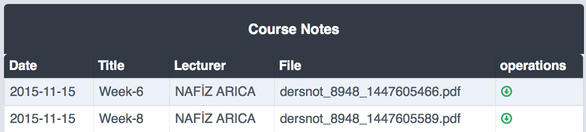 Course Notes
Date Title Lecturer File operations
2015-11-15 Week-6 NAFİZ ARICA dersnot_8948_1447605466.pdf
2015-11-15 Week-8 NAFİZ ARICA dersnot_8948_1447605589.pdf